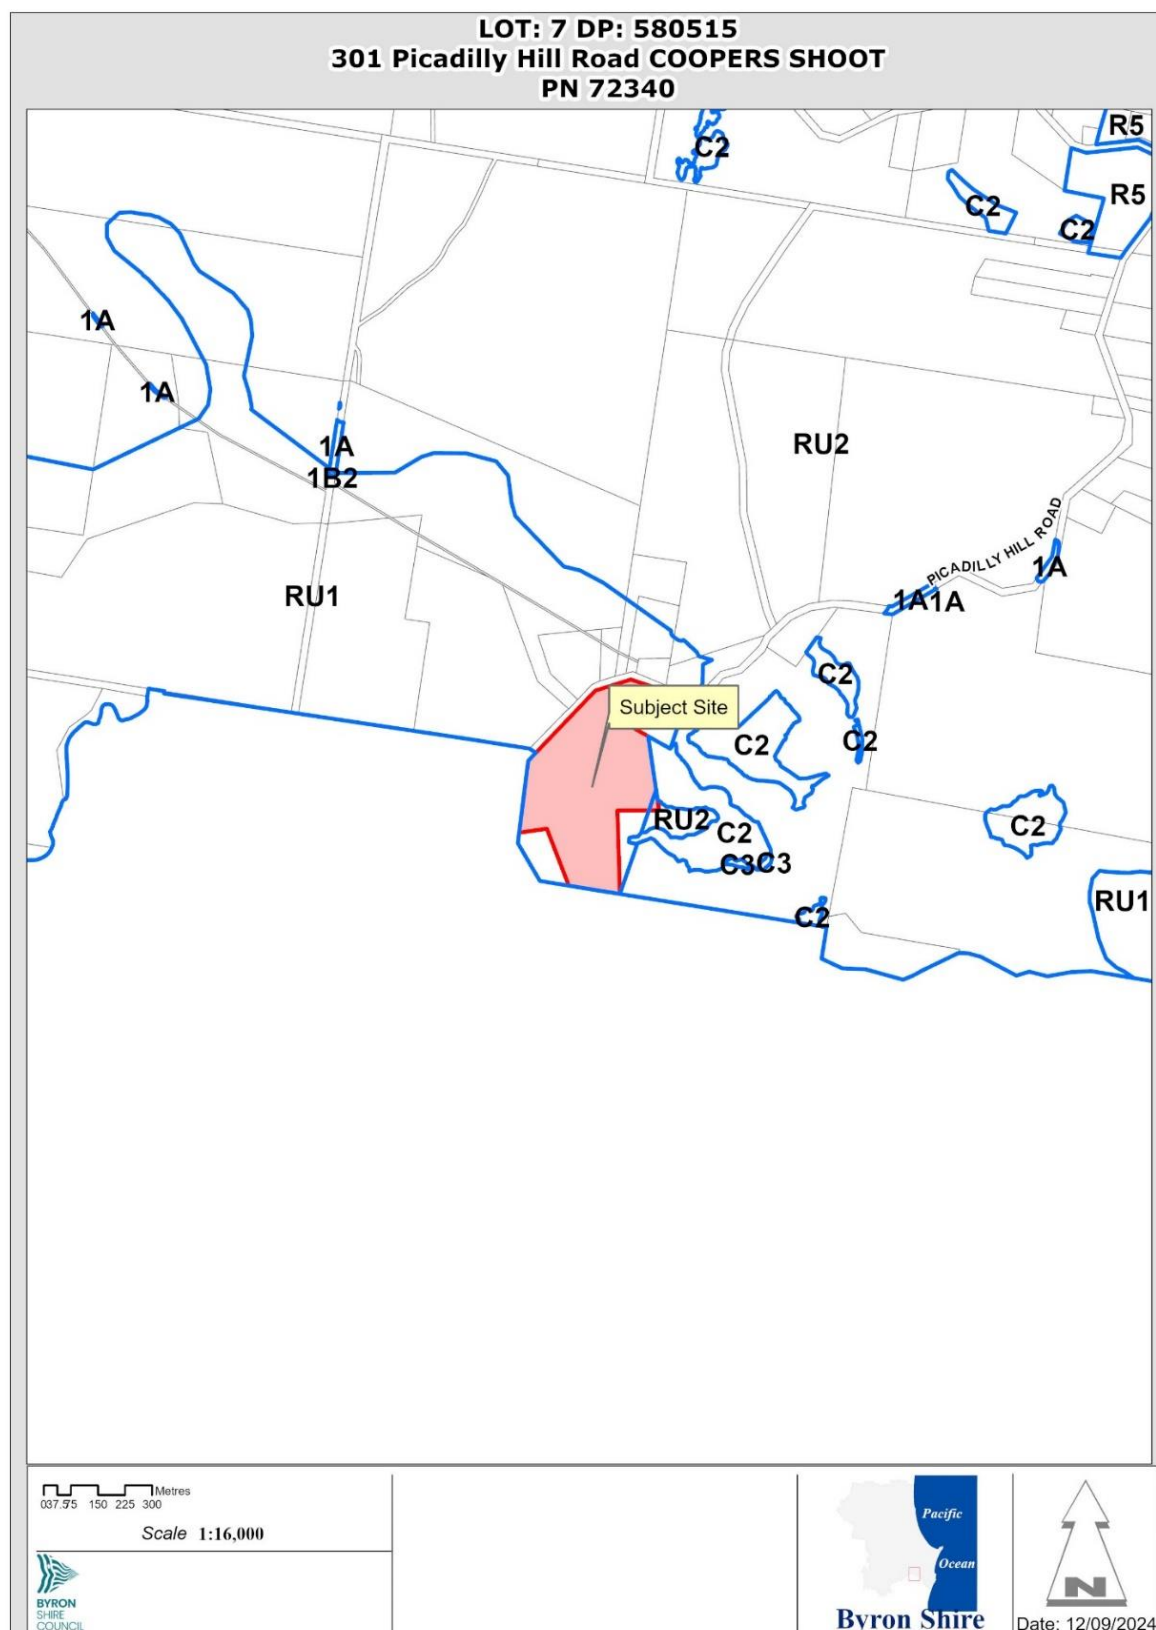 LOT: 7 DP: 580515
301 Picadilly Hill Road COOPERS SHOOT
PN 72340
R5
C2
R5
C2
C2
1A
1A
RU2
1A
1B2
PICADILLY HILL ROAD
1A
RU1
1A1A
C2
Subject Site
C2
C2
RU2
C2
C2
C3C3
RU1
C2
Metres
037.575 150 225 300
Scale 1:16,000
BYRON
SHIRE
COUNCIL
Pacific
Ocean
Byron Shire
N
Date: 12/09/2024